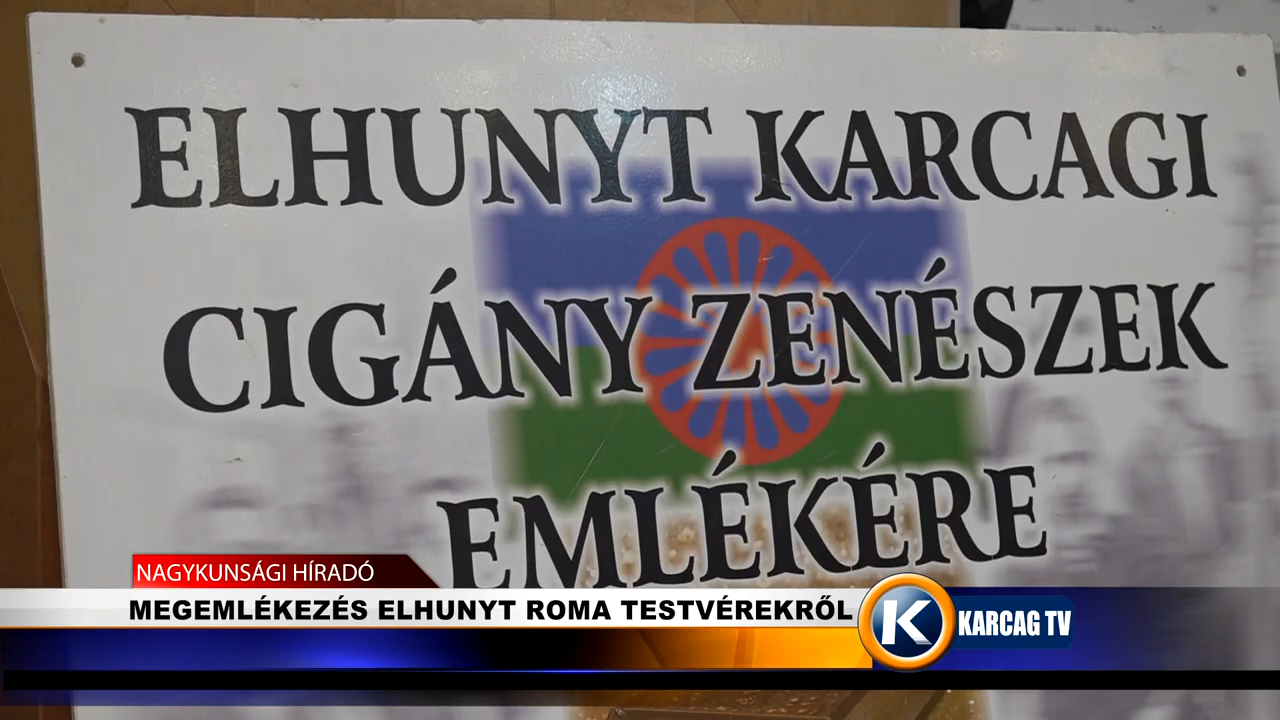 ELHUNYT KARCAGI
CIGÁNY ZENÉSZEK
EMLÉKÉRE
NAGYKUNSÁGI HÍRADÓ
MEGEMLÉKEZÉS ELHUNYT ROMA TESTVÉREKRŐL
K KARCAG TV